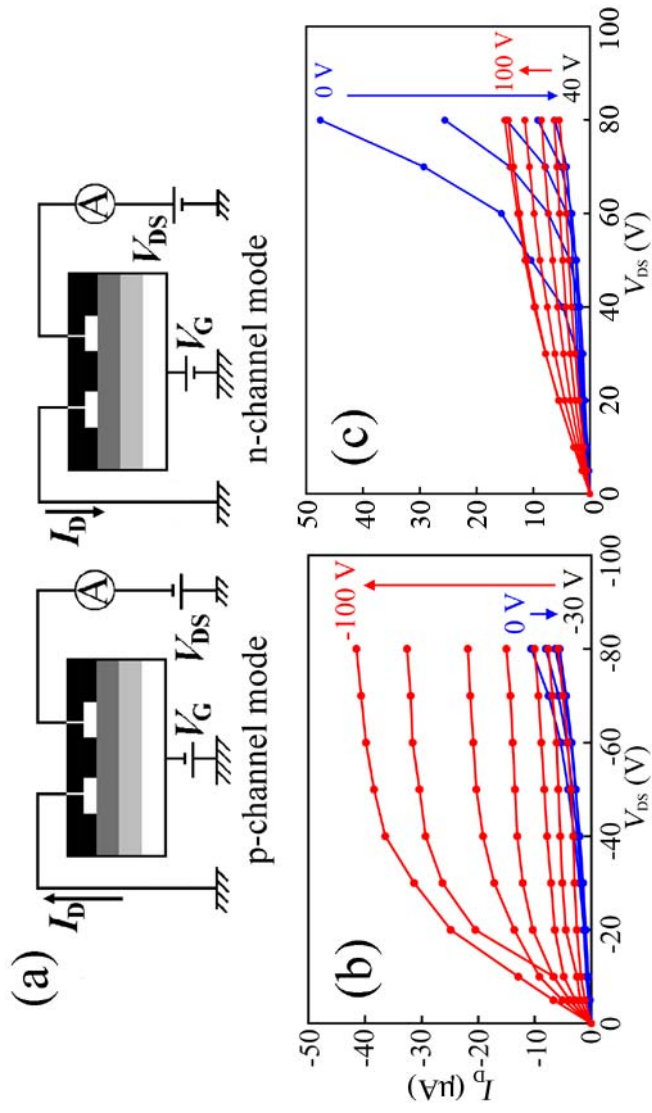 (a)
I_D
A
V_G
V_DS
p-channel mode
I_D
A
V_G
V_DS
n-channel mode
(b)
-50
-40
-30
-20
-10
0
I_D (μA)
0
-20
-40
-60
-80
-100
V_DS (V)
-100 V
0 V
-30 V
(c)
50
40
30
20
10
0
0
20
40
60
80
100
V_DS (V)
0 V
100 V
40 V